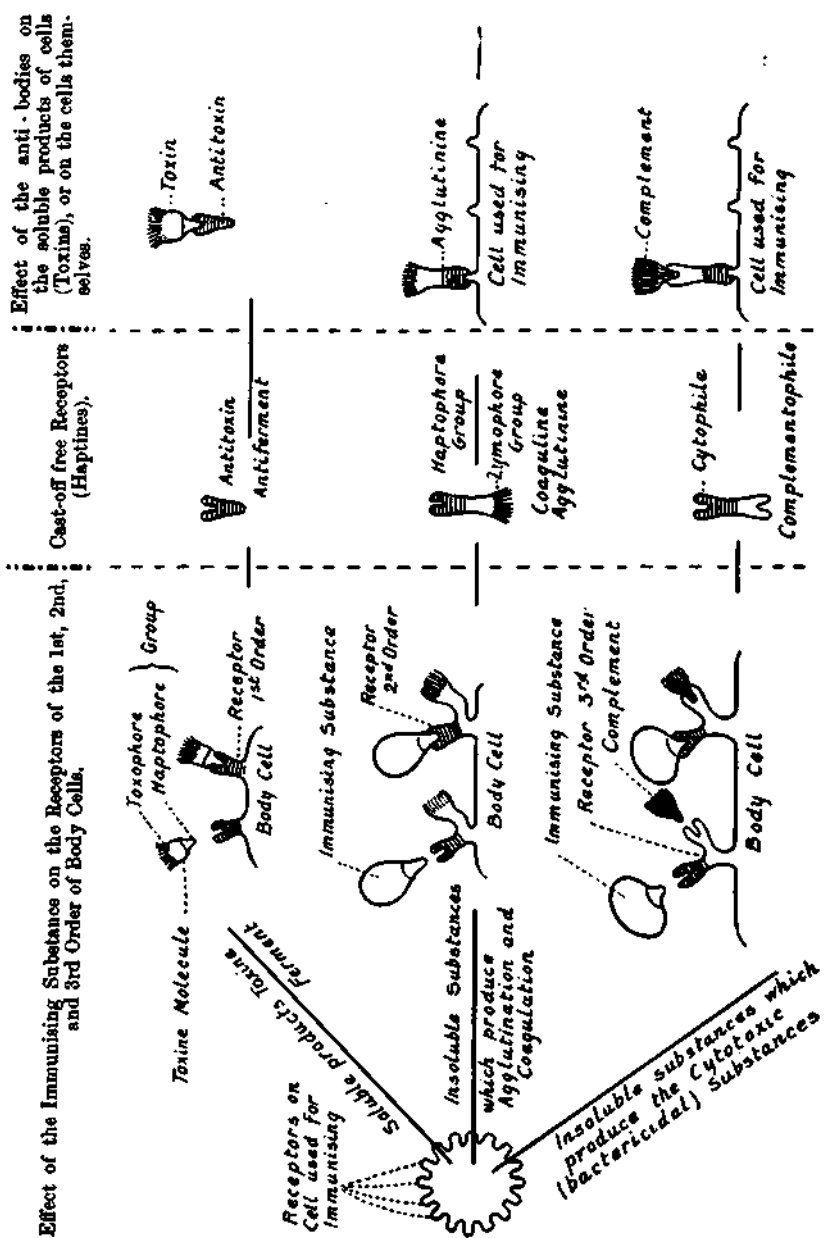 Effect of the Immunising Substance on the Receptors of the 1st, 2nd,
and 3rd Order of Body Cells.
Cast-off free Receptors
(Haptines).
Effect of the anti-bodies on
the soluble products of cells
(Toxins), or on the cells them-
selves.
Receptors on
Cell used for
Immunising
Soluble products Toxins
Ferment
Toxine Molecule
Toxophore
Haptophore
Group
Receptor
1st Order
Body Cell
Antitoxin
Antiferment
Toxin
Antitoxin
Insoluble Substances
which produce
Agglutination and
Coagulation
Immunising Substance
Receptor
2nd Order
Body Cell
Haptophore
Group
Zymophore
Group
Coaguline
Agglutinine
Agglutinine
Cell used for
Immunising
Insoluble substances which
produce the Cytotoxic
(bactericidal) Substances
Immunising Substance
Receptor 3rd Order
Complement
Body Cell
Cytophile
Complementophile
Complement
Cell used for
Immunising